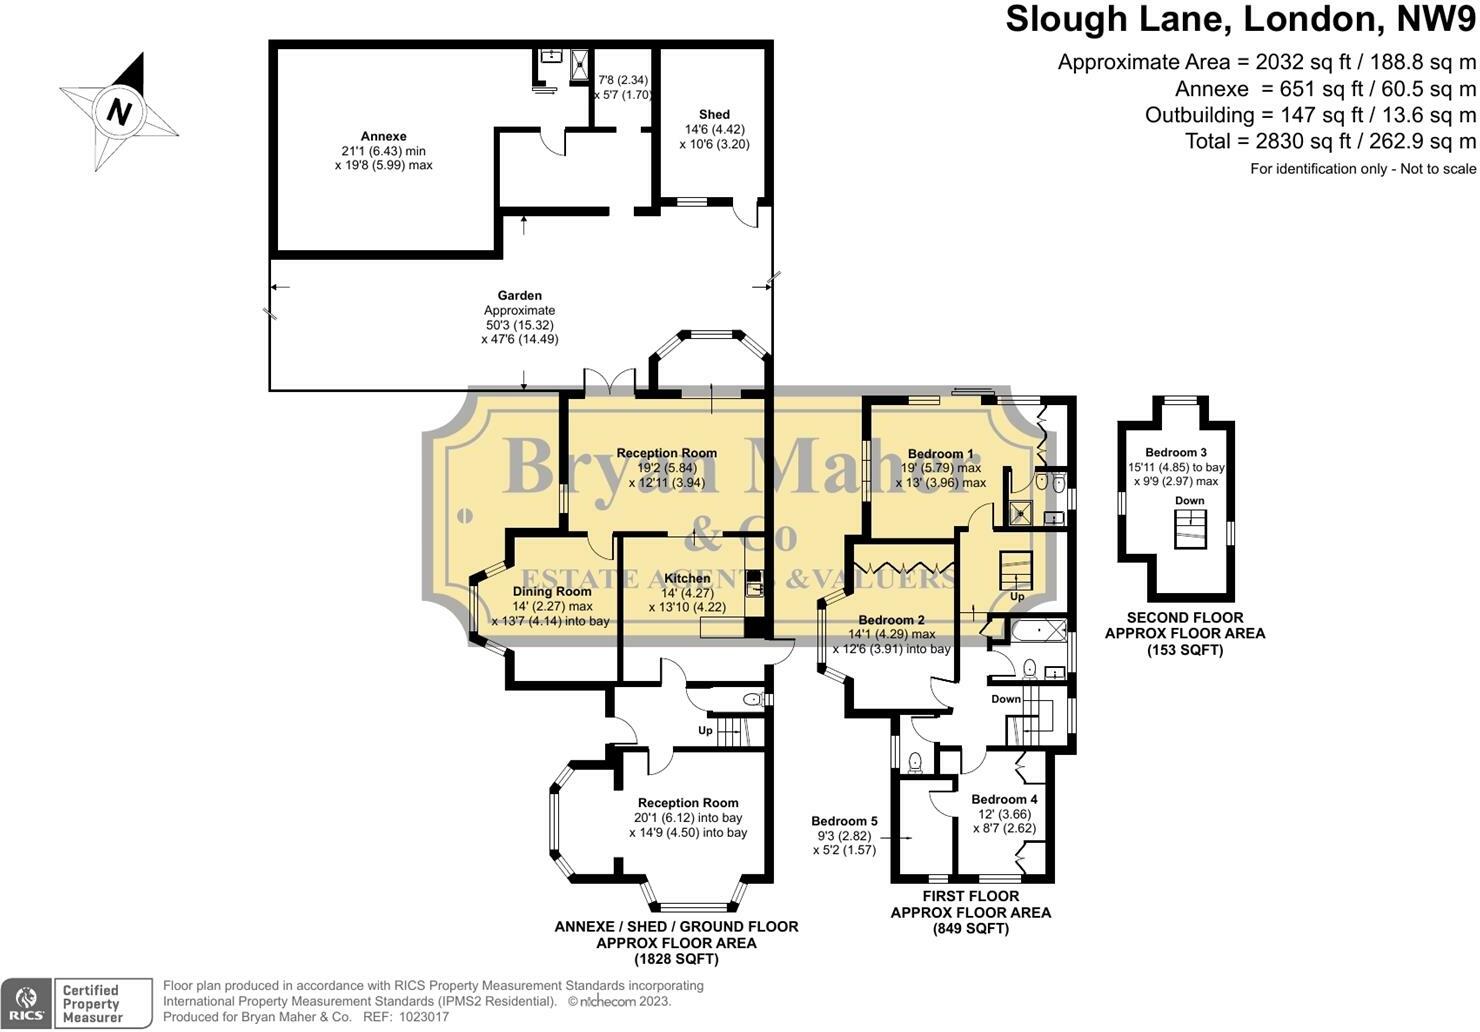 Slough Lane, London, NW9
Approximate Area = 2032 sq ft / 188.8 sq m
Annexe = 651 sq ft / 60.5 sq m
Outbuilding = 147 sq ft / 13.6 sq m
Total = 2830 sq ft / 262.9 sq m
For identification only - Not to scale
N
7'8 (2.34)
x 5'7 (1.70)
Shed
14'6 (4.42)
x 10'6 (3.20)
Annexe
21'1 (6.43) min
x 19'8 (5.99) max
Garden
Approximate
50'3 (15.32)
x 47'6 (14.49)
Bryan Maher
& Co
ESTATE AGENTS & VALUERS
Reception Room
19'2 (5.84)
x 12'11 (3.94)
Bedroom 1
19' (5.79) max
x 13' (3.96) max
Bedroom 3
15'11 (4.85) to bay
x 9'9 (2.97) max
Down
Kitchen
14' (4.27)
x 13'10 (4.22)
Dining Room
14' (2.27) max
x 13'7 (4.14) into bay
Up
Bedroom 2
14'1 (4.29) max
x 12'6 (3.91) into bay
SECOND FLOOR
APPROX FLOOR AREA
(153 SQFT)
Down
Up
Reception Room
20'1 (6.12) into bay
x 14'9 (4.50) into bay
Bedroom 4
12' (3.66)
x 8'7 (2.62)
Bedroom 5
9'3 (2.82)
x 5'2 (1.57)
FIRST FLOOR
APPROX FLOOR AREA
(849 SQFT)
ANNEXE / SHED / GROUND FLOOR
APPROX FLOOR AREA
(1828 SQFT)
RICS
Certified
Property
Measurer
Floor plan produced in accordance with RICS Property Measurement Standards incorporating
International Property Measurement Standards (IPMS2 Residential). © nichecom 2023.
Produced for Bryan Maher & Co. REF: 1023017